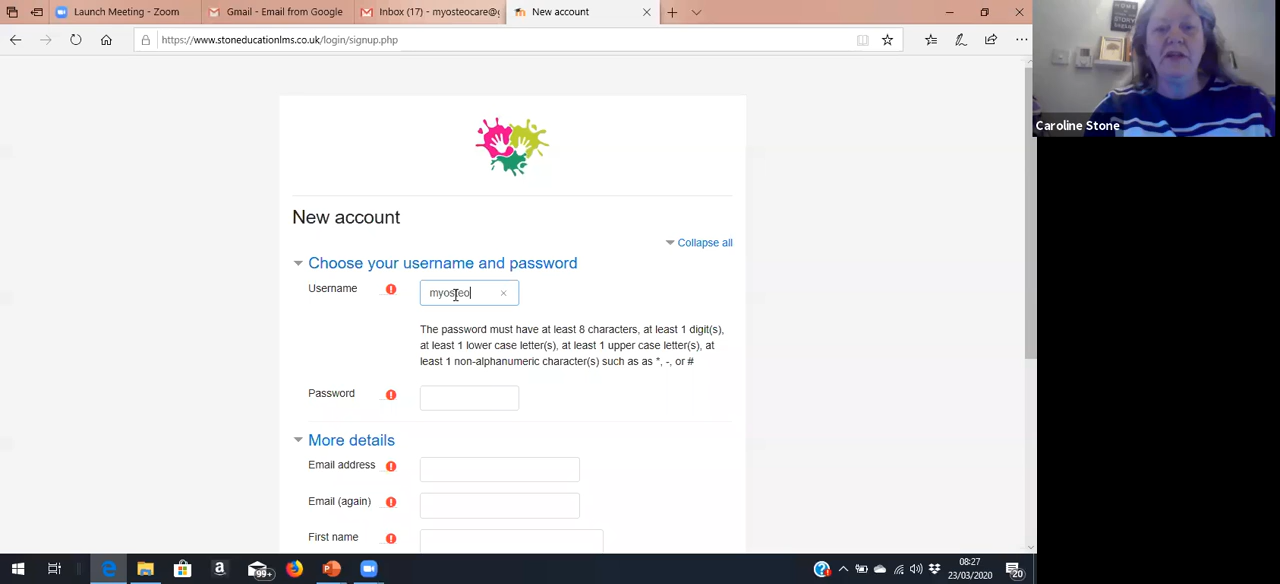 Launch Meeting - Zoom
Gmail - Email from Google
Inbox (17) - myosteocare@g
New account
https://www.stoneducationlms.co.uk/login/signup.php
Caroline Stone
New account
Collapse all
Choose your username and password
Username
myosteo
The password must have at least 8 characters, at least 1 digit(s),
at least 1 lower case letter(s), at least 1 upper case letter(s), at
least 1 non-alphanumeric character(s) such as as *, -, or #
Password
More details
Email address
Email (again)
First name
99+
08:27
23/03/2020
20